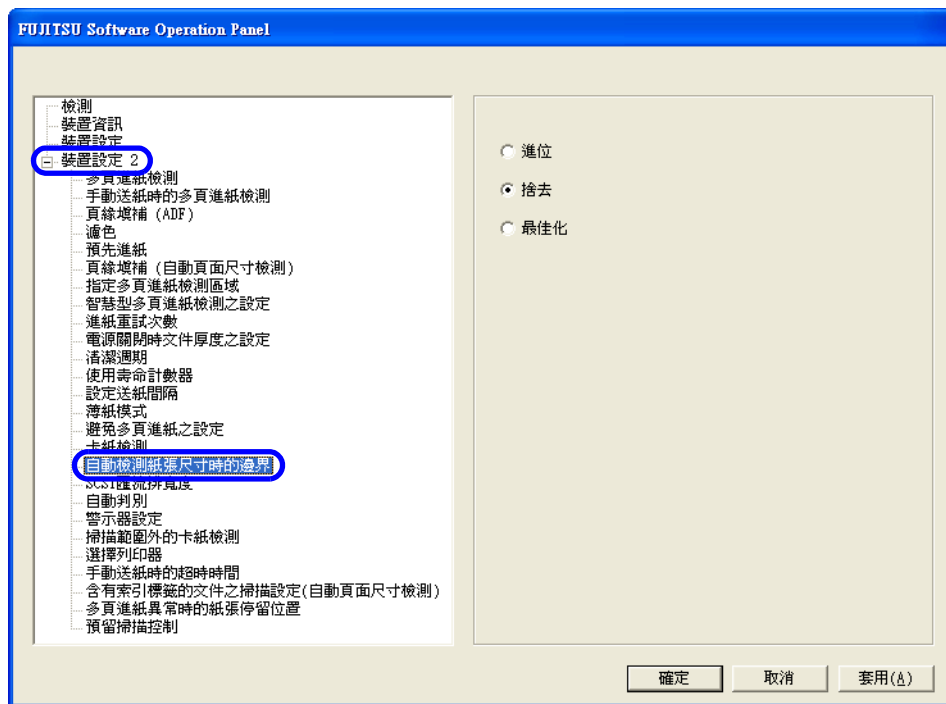 FUJITSU Software Operation Panel
檢測
裝置資訊
裝置設定
裝置設定 2
多頁進紙檢測
手動送紙時的多頁進紙檢測
頁緣填補 (ADF)
濾色
預先進紙
頁緣填補 (自動頁面尺寸檢測)
指定多頁進紙檢測區域
智慧型多頁進紙檢測之設定
進紙重試次數
電源關閉時文件厚度之設定
清潔週期
使用壽命計數器
設定送紙間隔
薄紙模式
避免多頁進紙之設定
卡紙檢測
自動檢測紙張尺寸時的邊界
SCSI匯流排寬度
自動判別
警示器設定
掃描範圍外的卡紙檢測
選擇列印器
手動送紙時的超時時間
含有索引標籤的文件之掃描設定(自動頁面尺寸檢測)
多頁進紙異常時的紙張停留位置
預留掃描控制
進位
捨去
最佳化
確定
取消
套用(A)